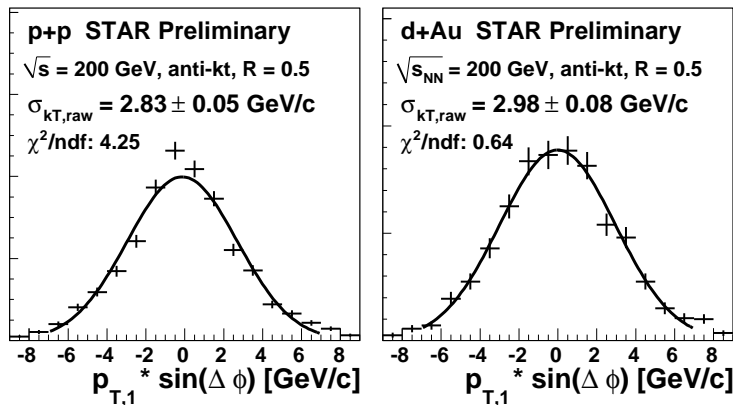 p+p STAR Preliminary
√s = 200 GeV, anti-kt, R = 0.5
σkT,raw = 2.83 ± 0.05 GeV/c
χ²/ndf: 4.25
-8 -6 -4 -2 0 2 4 6 8
pT,1 * sin(Δ ϕ) [GeV/c]
d+Au STAR Preliminary
√sNN = 200 GeV, anti-kt, R = 0.5
σkT,raw = 2.98 ± 0.08 GeV/c
χ²/ndf: 0.64
-8 -6 -4 -2 0 2 4 6 8
pT,1 * sin(Δ ϕ) [GeV/c]